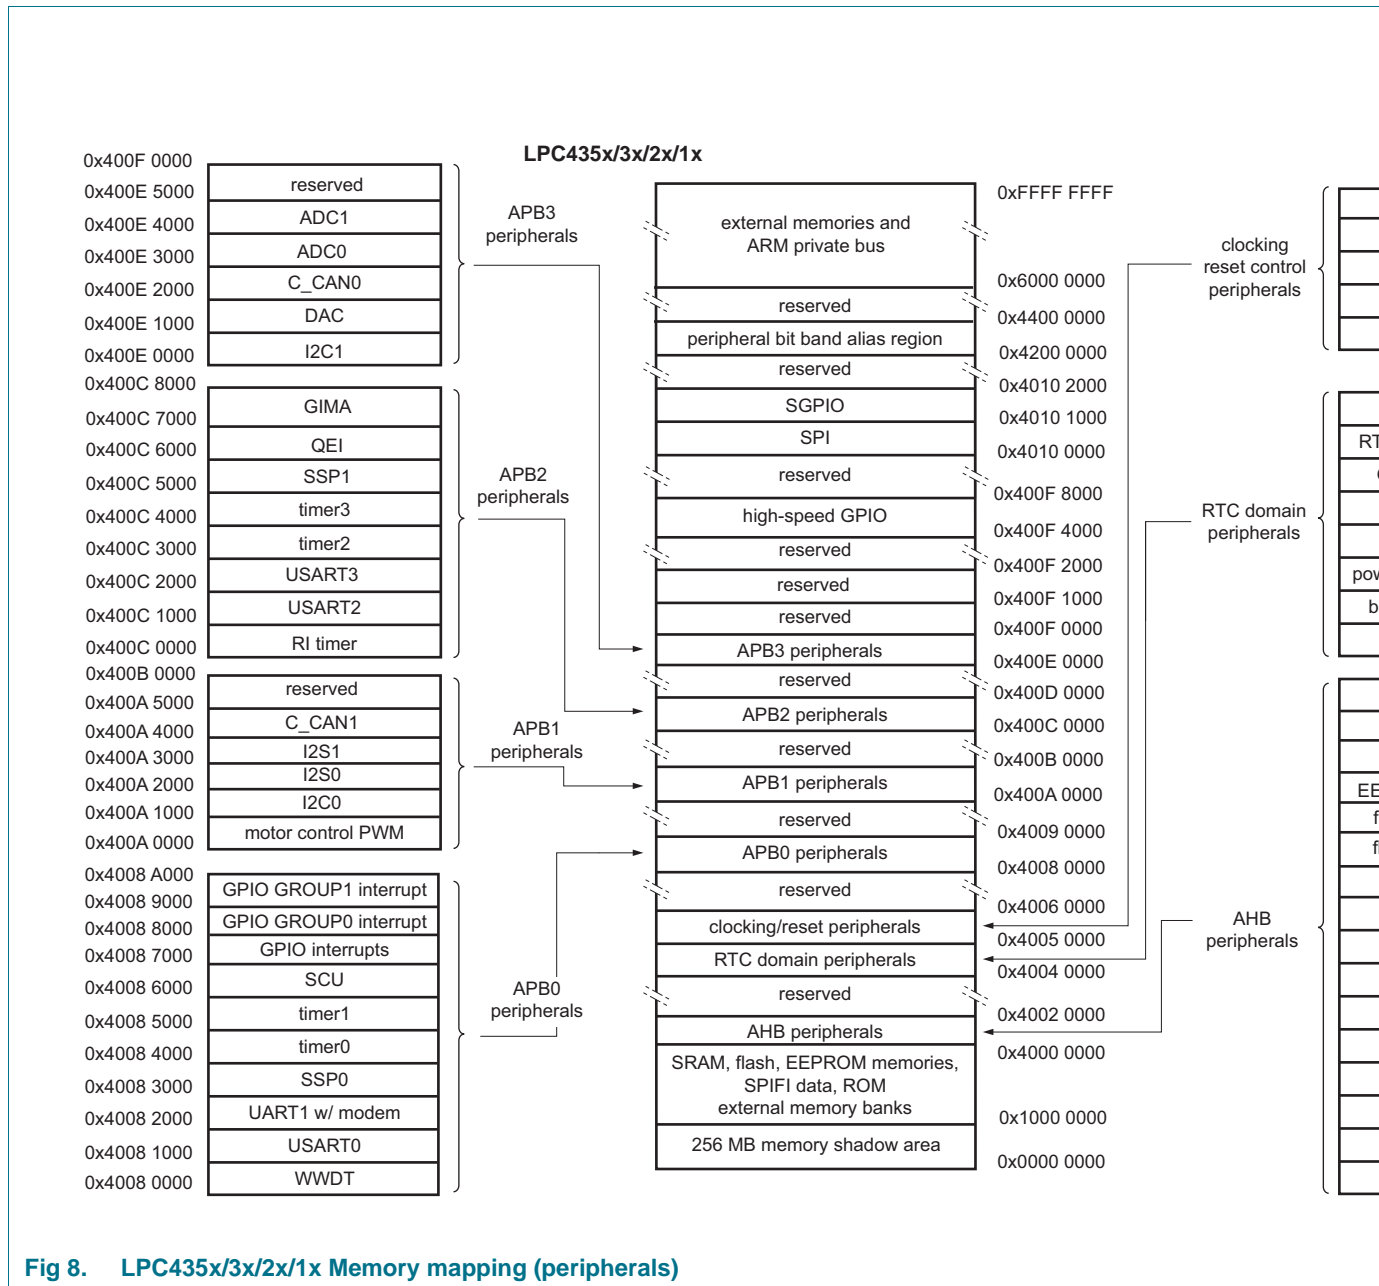 LPC435x/3x/2x/1x
0x400F 0000
0x400E 5000
0x400E 4000
0x400E 3000
0x400E 2000
0x400E 1000
0x400E 0000
0x400C 8000
0x400C 7000
0x400C 6000
0x400C 5000
0x400C 4000
0x400C 3000
0x400C 2000
0x400C 1000
0x400C 0000
0x400B 0000
0x400A 5000
0x400A 4000
0x400A 3000
0x400A 2000
0x400A 1000
0x400A 0000
0x4008 A000
0x4008 9000
0x4008 8000
0x4008 7000
0x4008 6000
0x4008 5000
0x4008 4000
0x4008 3000
0x4008 2000
0x4008 1000
0x4008 0000
reserved
ADC1
ADC0
C_CAN0
DAC
I2C1
GIMA
QEI
SSP1
timer3
timer2
USART3
USART2
RI timer
reserved
C_CAN1
I2S1
I2S0
I2C0
motor control PWM
GPIO GROUP1 interrupt
GPIO GROUP0 interrupt
GPIO interrupts
SCU
timer1
timer0
SSP0
UART1 w/ modem
USART0
WWDT
APB3
peripherals
APB2
peripherals
APB1
peripherals
APB0
peripherals
external memories and
ARM private bus
reserved
peripheral bit band alias region
reserved
SGPIO
SPI
reserved
high-speed GPIO
reserved
reserved
reserved
APB3 peripherals
reserved
APB2 peripherals
reserved
APB1 peripherals
reserved
APB0 peripherals
reserved
clocking/reset peripherals
RTC domain peripherals
reserved
AHB peripherals
SRAM, flash, EEPROM memories,
SPIFI data, ROM
external memory banks
256 MB memory shadow area
0xFFFF FFFF
0x6000 0000
0x4400 0000
0x4200 0000
0x4010 2000
0x4010 1000
0x4010 0000
0x400F 8000
0x400F 4000
0x400F 2000
0x400F 1000
0x400F 0000
0x400E 0000
0x400D 0000
0x400C 0000
0x400B 0000
0x400A 0000
0x4009 0000
0x4008 0000
0x4006 0000
0x4005 0000
0x4004 0000
0x4002 0000
0x4000 0000
0x1000 0000
0x0000 0000
clocking
reset control
peripherals
RTC domain
peripherals
AHB
peripherals
Fig 8. LPC435x/3x/2x/1x Memory mapping (peripherals)